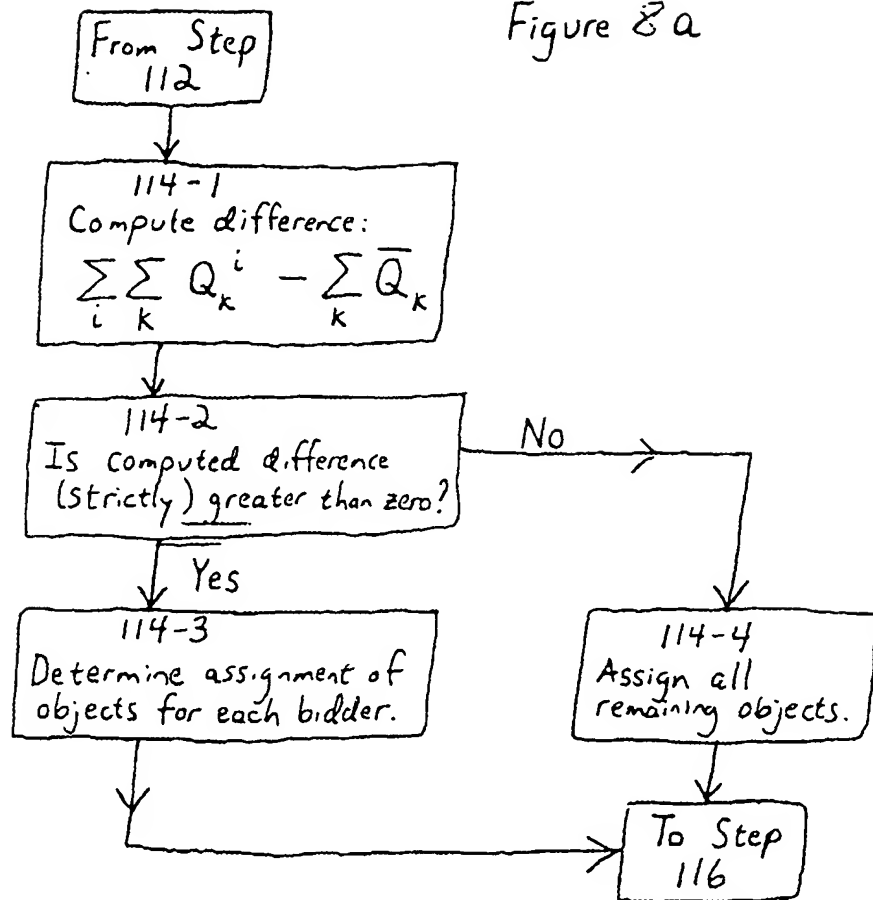 Figure 8a
From Step
112
114-1
Compute difference:
∑∑ Q_k^i - ∑ Q̅_k
i k k
114-2
Is computed difference
(strictly) greater than zero?
No
Yes
114-3
Determine assignment of
objects for each bidder.
114-4
Assign all
remaining objects.
To Step
116